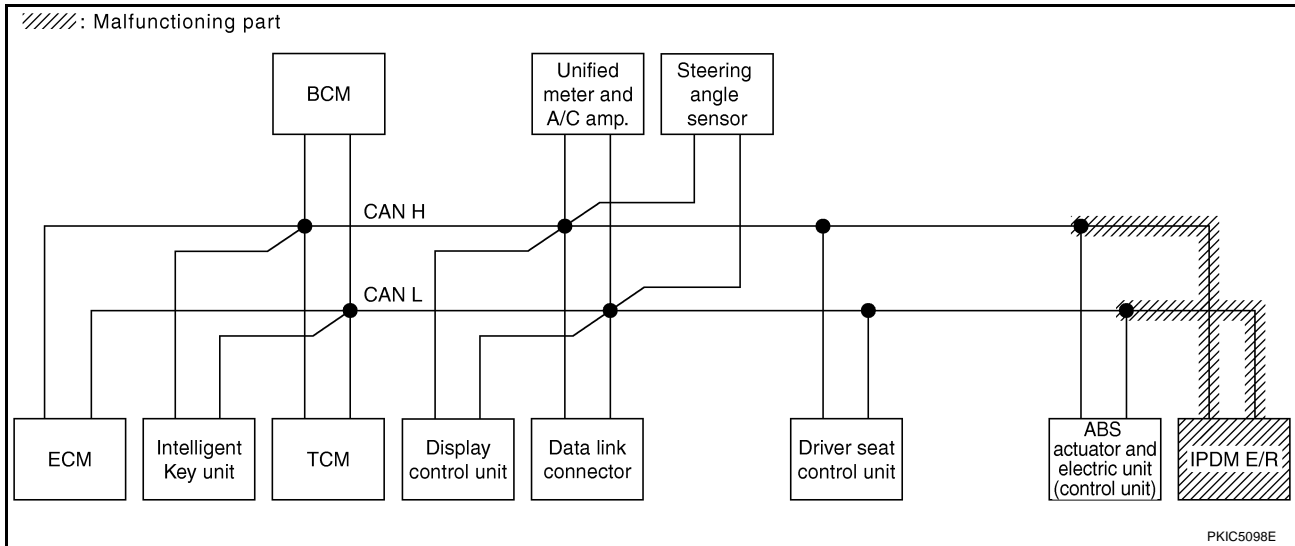 : Malfunctioning part
BCM
Unified
meter and
A/C amp.
Steering
angle
sensor
CAN H
CAN L
ECM
Intelligent
Key unit
TCM
Display
control unit
Data link
connector
Driver seat
control unit
ABS
actuator and
electric unit
(control unit)
IPDM E/R
PKIC5098E